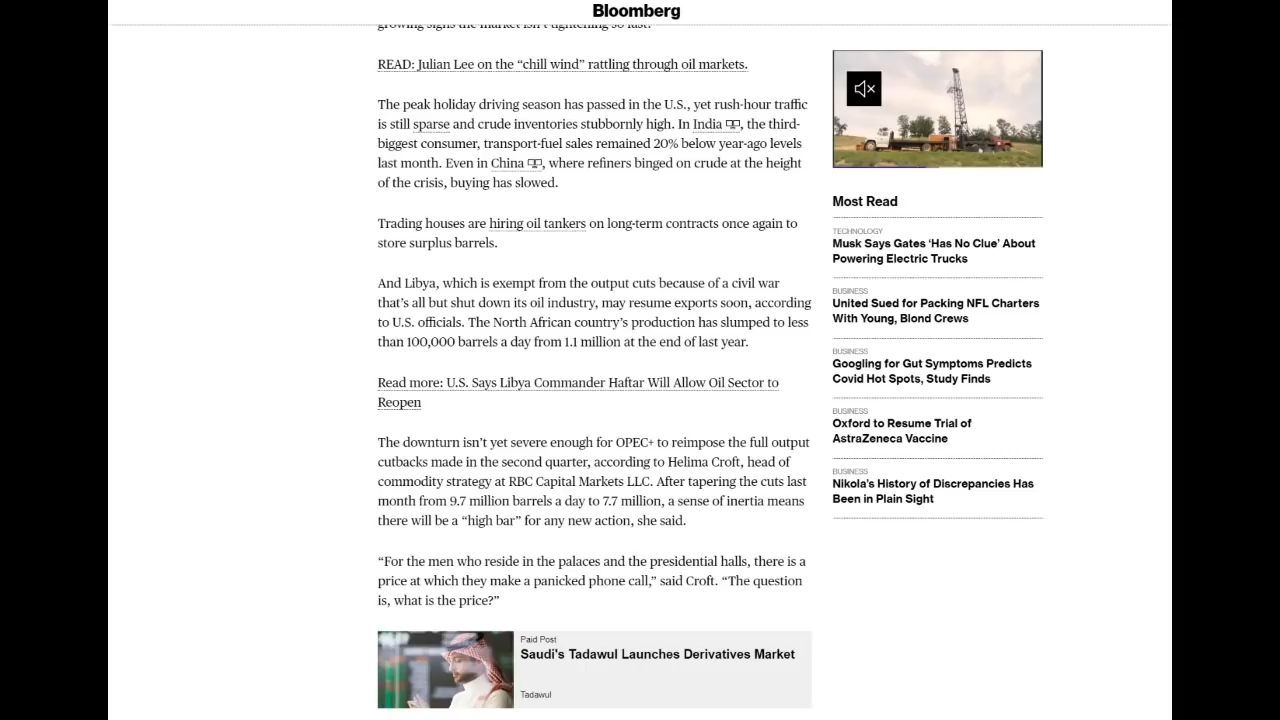 Bloomberg
growing signs the market isn't tightening so fast.
READ: Julian Lee on the “chill wind” rattling through oil markets.
The peak holiday driving season has passed in the U.S., yet rush-hour traffic
is still sparse and crude inventories stubbornly high. In India, the third-
biggest consumer, transport-fuel sales remained 20% below year-ago levels
last month. Even in China, where refiners binged on crude at the height
of the crisis, buying has slowed.
Trading houses are hiring oil tankers on long-term contracts once again to
store surplus barrels.
And Libya, which is exempt from the output cuts because of a civil war
that’s all but shut down its oil industry, may resume exports soon, according
to U.S. officials. The North African country’s production has slumped to less
than 100,000 barrels a day from 1.1 million at the end of last year.
Read more: U.S. Says Libya Commander Haftar Will Allow Oil Sector to
Reopen
The downturn isn’t yet severe enough for OPEC+ to reimpose the full output
cutbacks made in the second quarter, according to Helima Croft, head of
commodity strategy at RBC Capital Markets LLC. After tapering the cuts last
month from 9.7 million barrels a day to 7.7 million, a sense of inertia means
there will be a “high bar” for any new action, she said.
“For the men who reside in the palaces and the presidential halls, there is a
price at which they make a panicked phone call,” said Croft. “The question
is, what is the price?”
Paid Post
Saudi's Tadawul Launches Derivatives Market
Tadawul
Most Read
TECHNOLOGY
Musk Says Gates ‘Has No Clue’ About
Powering Electric Trucks
BUSINESS
United Sued for Packing NFL Charters
With Young, Blond Crews
BUSINESS
Googling for Gut Symptoms Predicts
Covid Hot Spots, Study Finds
BUSINESS
Oxford to Resume Trial of
AstraZeneca Vaccine
BUSINESS
Nikola’s History of Discrepancies Has
Been in Plain Sight